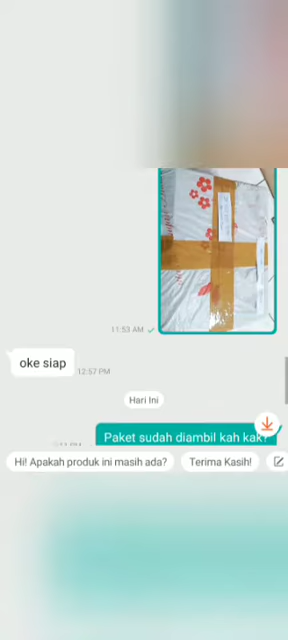 11:53 AM
oke siap
12:57 PM
Hari Ini
Paket sudah diambil kah kak?
Hi! Apakah produk ini masih ada?
Terima Kasih!